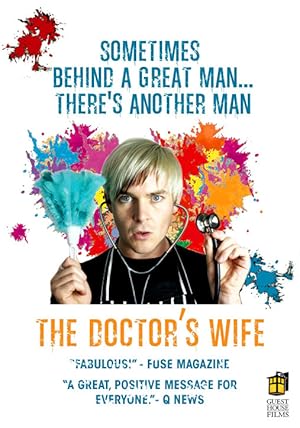 SOMETIMES
BEHIND A GREAT MAN...
THERE'S ANOTHER MAN
THE DOCTOR'S WIFE
"FABULOUS!" - FUSE MAGAZINE
"A GREAT, POSITIVE MESSAGE FOR
EVERYONE."- Q NEWS
GUEST
HOUSE
FILMS